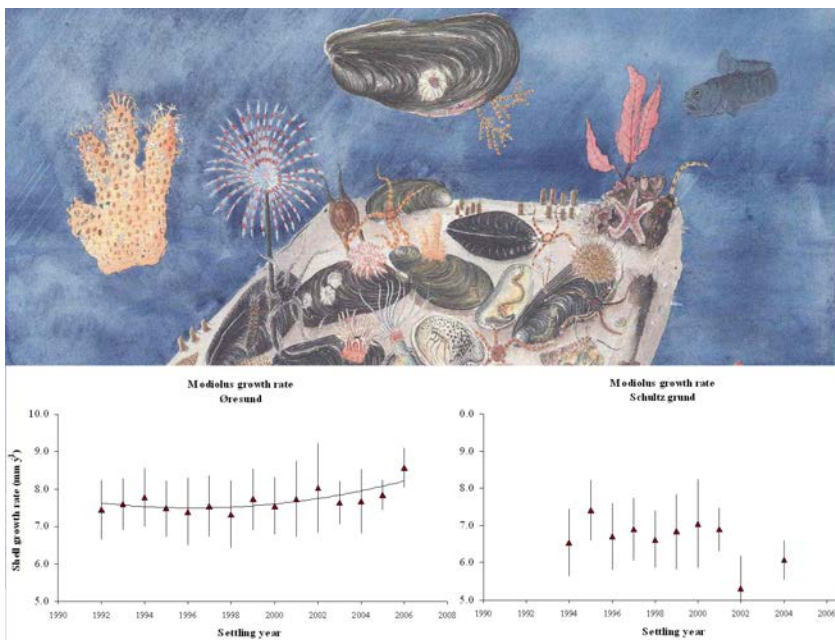 Modiolus growth rate
Øresund
10.0
9.0
8.0
7.0
6.0
5.0
Shell growth rate (mm y⁻¹)
1990 1992 1994 1996 1998 2000 2002 2004 2006 2008
Settling year
Modiolus growth rate
Schultz grund
9.0
8.0
7.0
6.0
5.0
1990 1992 1994 1996 1998 2000 2002 2004 2006
Settling year